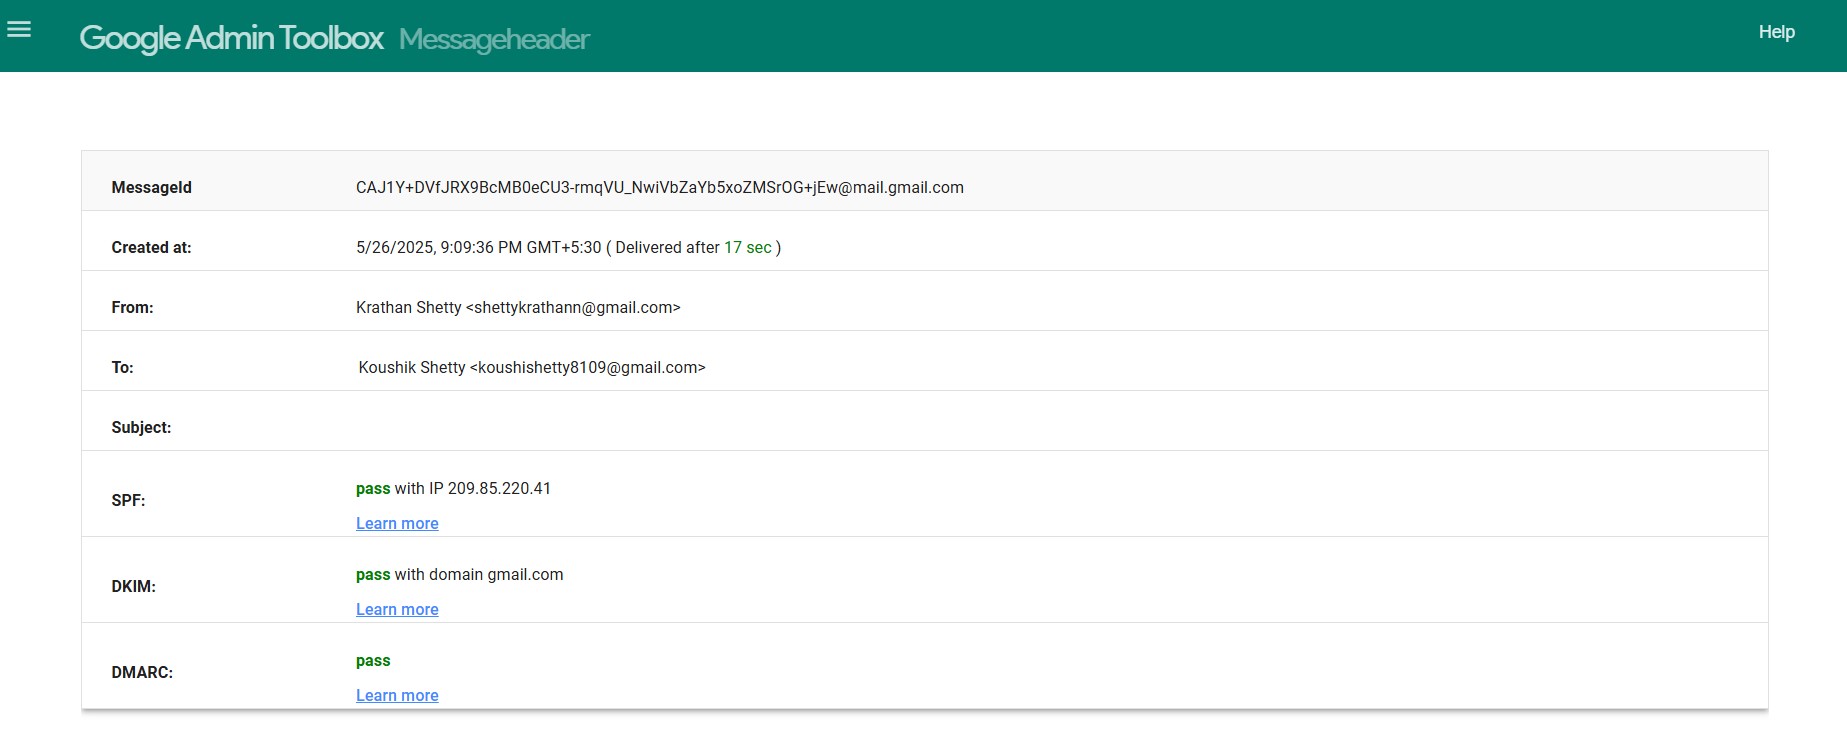 Google Admin Toolbox Messageheader
Help
MessageId CAJ1Y+DVfJRX9BcMB0eCU3-rmqVU_NwiVbZaYb5xoZMSrOG+jEw@mail.gmail.com
Created at: 5/26/2025, 9:09:36 PM GMT+5:30 ( Delivered after 17 sec )
From: Krathan Shetty <shettykrathann@gmail.com>
To: Koushik Shetty <koushishetty8109@gmail.com>
Subject:
SPF: pass with IP 209.85.220.41
Learn more
DKIM: pass with domain gmail.com
Learn more
DMARC: pass
Learn more